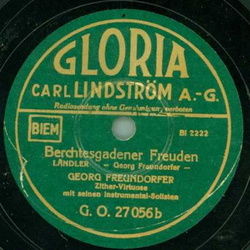 GLORIA
CARL LINDSTRÖM A.-G.
Radiosendung ohne Genehmigung verboten
BIEM
BI 2222
Berchtesgadener Freuden
LÄNDLER - Georg Freundorfer -
GEORG FREUNDORFER
Zither-Virtuose
mit seinen Instrumental-Solisten
G. O. 27056b